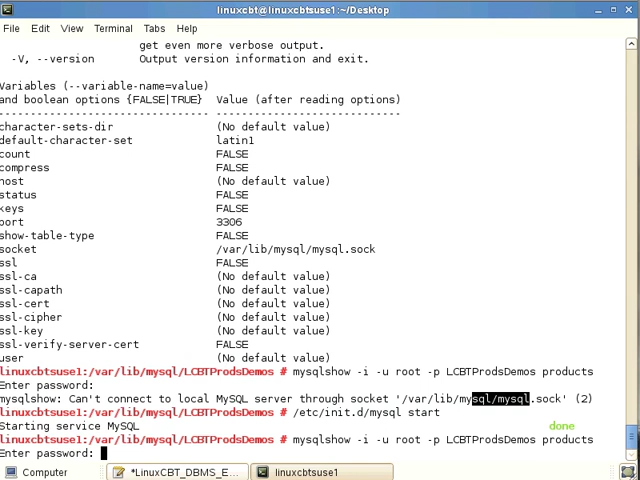 linuxcbt@linuxcbtsuse1:~/Desktop
File Edit View Terminal Tabs Help
get even more verbose output.
-V, --version Output version information and exit.
Variables (--variable-name=value)
and boolean options {FALSE|TRUE} Value (after reading options)
--------------------------------- -----------------------------
character-sets-dir (No default value)
default-character-set latin1
count FALSE
compress FALSE
host (No default value)
status FALSE
keys FALSE
port 3306
show-table-type FALSE
socket /var/lib/mysql/mysql.sock
ssl FALSE
ssl-ca (No default value)
ssl-capath (No default value)
ssl-cert (No default value)
ssl-cipher (No default value)
ssl-key (No default value)
ssl-verify-server-cert FALSE
user (No default value)
linuxcbtsuse1:/var/lib/mysql/LCBTProdsDemos # mysqlshow -i -u root -p LCBTProdsDemos products
Enter password:
mysqlshow: Can't connect to local MySQL server through socket '/var/lib/mysql/mysql.sock' (2)
linuxcbtsuse1:/var/lib/mysql/LCBTProdsDemos # /etc/init.d/mysql start
Starting service MySQL done
linuxcbtsuse1:/var/lib/mysql/LCBTProdsDemos # mysqlshow -i -u root -p LCBTProdsDemos products
Enter password:
Computer *LinuxCBT_DBMS_E... linuxcbtsuse1